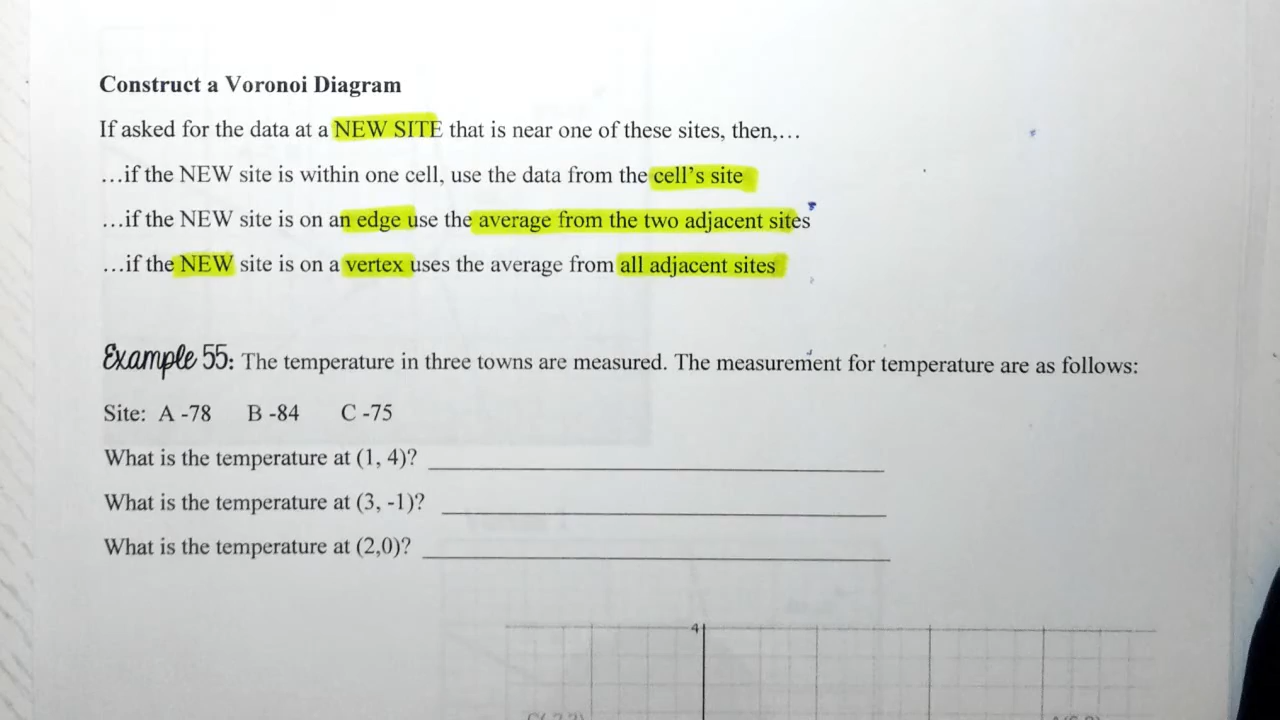 Construct a Voronoi Diagram
If asked for the data at a NEW SITE that is near one of these sites, then,…
…if the NEW site is within one cell, use the data from the cell’s site
…if the NEW site is on an edge use the average from the two adjacent sites
…if the NEW site is on a vertex uses the average from all adjacent sites
Example 55: The temperature in three towns are measured. The measurement for temperature are as follows:
Site: A -78 B -84 C -75
What is the temperature at (1, 4)?
What is the temperature at (3, -1)?
What is the temperature at (2,0)?
4